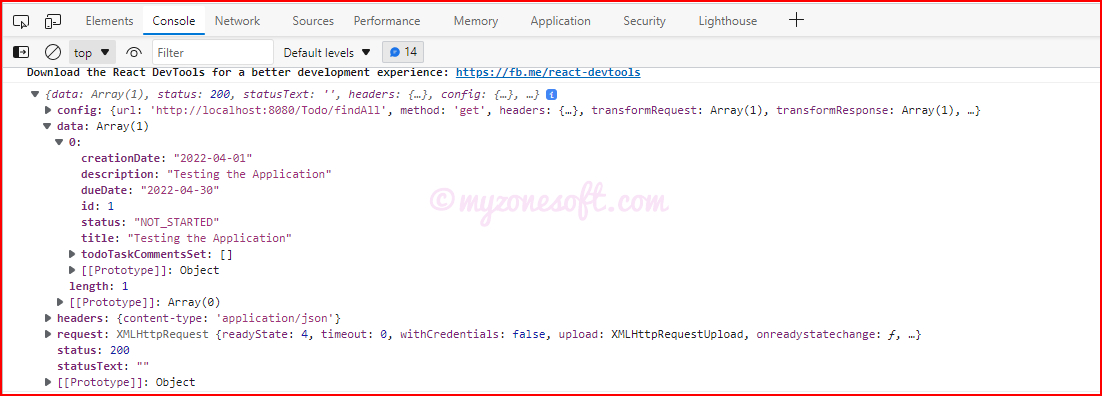 Elements Console Network Sources Performance Memory Application Security Lighthouse
top Filter Default levels 14
Download the React DevTools for a better development experience: https://fb.me/react-devtools
{data: Array(1), status: 200, statusText: '', headers: {…}, config: {…}, …} i
config: {url: 'http://localhost:8080/Todo/findAll', method: 'get', headers: {…}, transformRequest: Array(1), transformResponse: Array(1), …}
data: Array(1)
0:
creationDate: "2022-04-01"
description: "Testing the Application"
dueDate: "2022-04-30"
id: 1
status: "NOT_STARTED"
title: "Testing the Application"
todoTaskCommentsSet: []
[[Prototype]]: Object
length: 1
[[Prototype]]: Array(0)
headers: {content-type: 'application/json'}
request: XMLHttpRequest {readyState: 4, timeout: 0, withCredentials: false, upload: XMLHttpRequestUpload, onreadystatechange: ƒ, …}
status: 200
statusText: ""
[[Prototype]]: Object
© myzonesoft.com